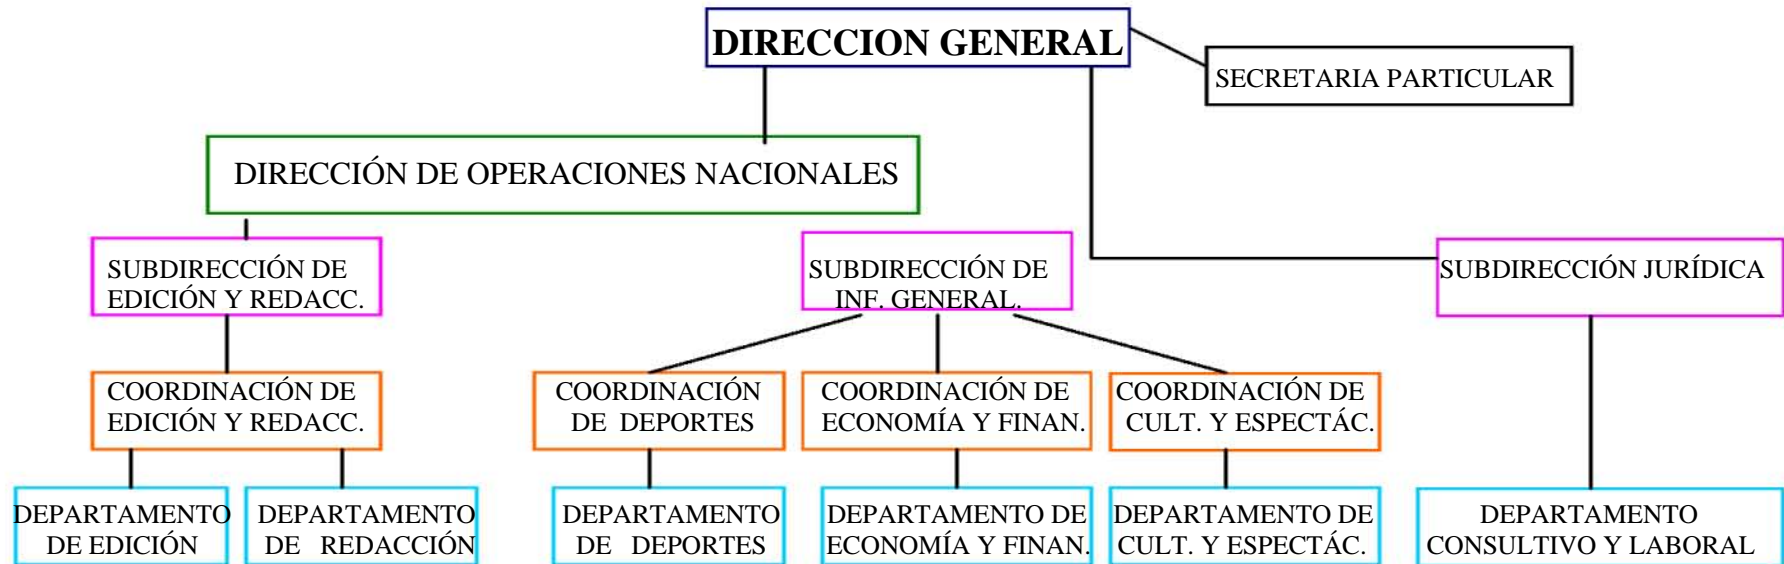 DIRECCION GENERAL
SECRETARIA PARTICULAR
DIRECCIÓN DE OPERACIONES NACIONALES
SUBDIRECCIÓN DE
EDICIÓN Y REDACC.
SUBDIRECCIÓN DE
INF. GENERAL.
SUBDIRECCIÓN JURÍDICA
COORDINACIÓN DE
EDICIÓN Y REDACC.
COORDINACIÓN
DE DEPORTES
COORDINACIÓN DE
ECONOMÍA Y FINAN.
COORDINACIÓN DE
CULT. Y ESPECTÁC.
DEPARTAMENTO
DE EDICIÓN
DEPARTAMENTO
DE REDACCIÓN
DEPARTAMENTO
DE DEPORTES
DEPARTAMENTO DE
ECONOMÍA Y FINAN.
DEPARTAMENTO DE
CULT. Y ESPECTÁC.
DEPARTAMENTO
CONSULTIVO Y LABORAL